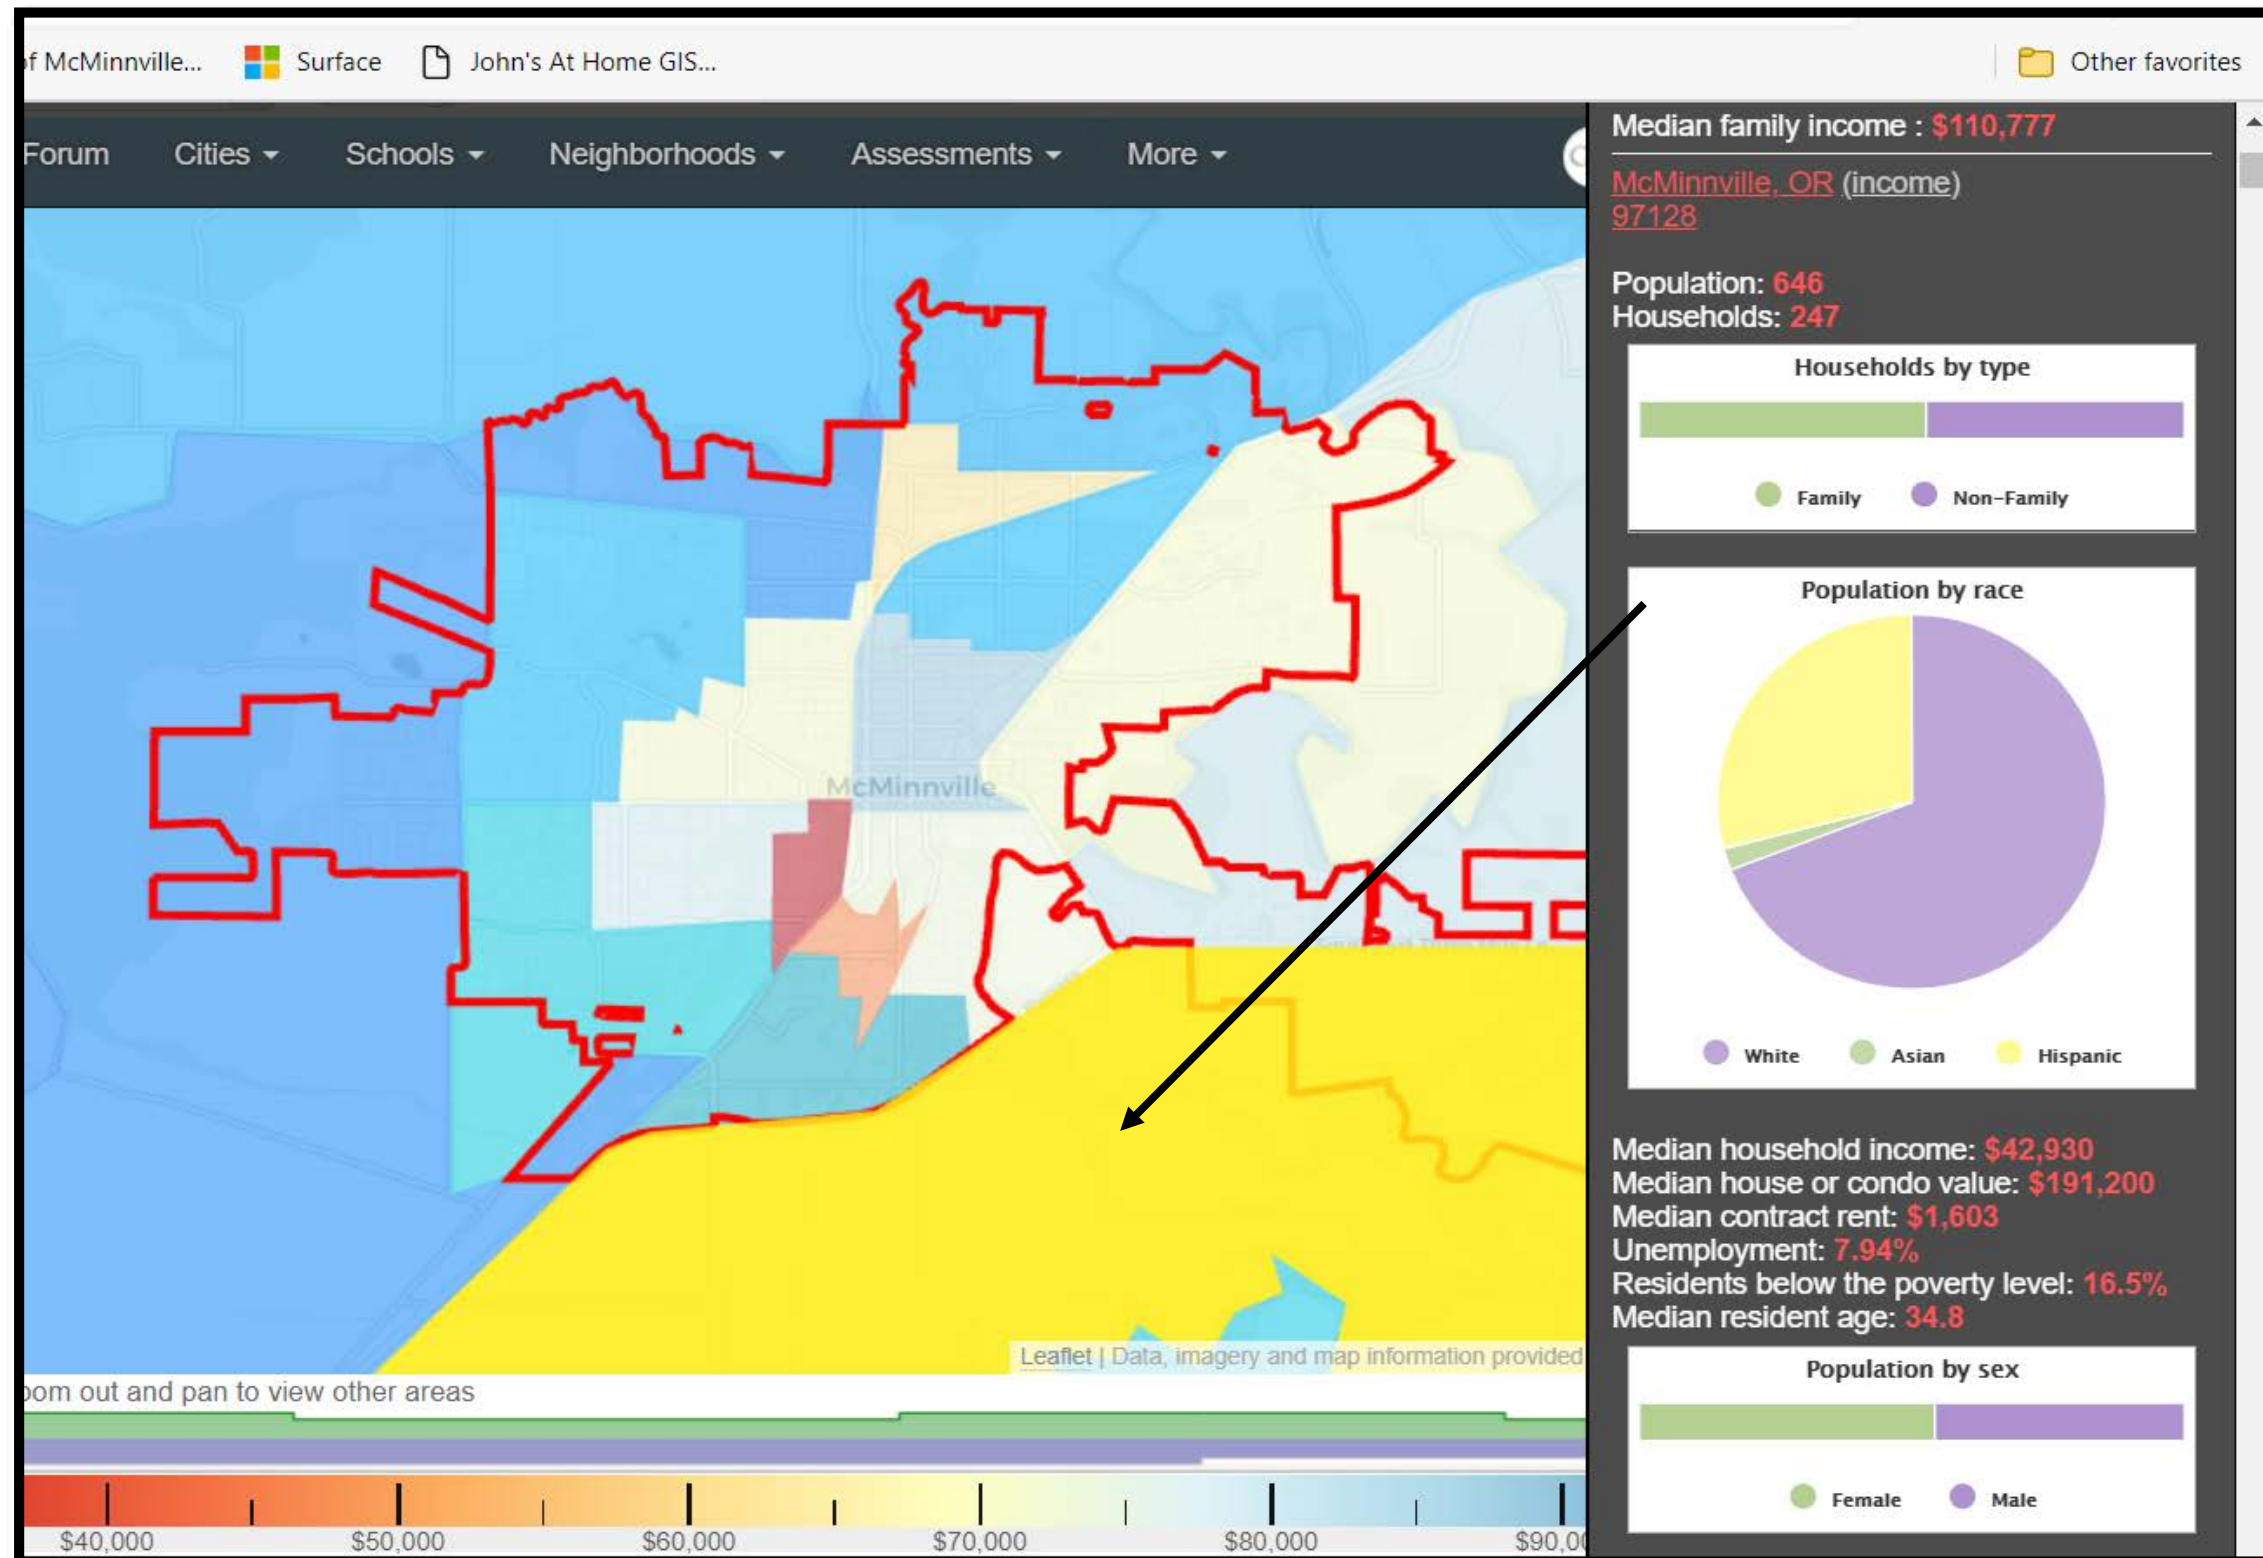 of McMinnville...
Surface
John's At Home GIS...
Other favorites
Forum
Cities
Schools
Neighborhoods
Assessments
More
Median family income : $110,777
McMinnville, OR (income)
97128
Population: 646
Households: 247
Households by type
Family
Non-Family
Population by race
White
Asian
Hispanic
Median household income: $42,930
Median house or condo value: $191,200
Median contract rent: $1,603
Unemployment: 7.94%
Residents below the poverty level: 16.5%
Median resident age: 34.8
Population by sex
Female
Male
McMinnville
Leaflet | Data, imagery and map information provided
oom out and pan to view other areas
$40,000
$50,000
$60,000
$70,000
$80,000
$90,00